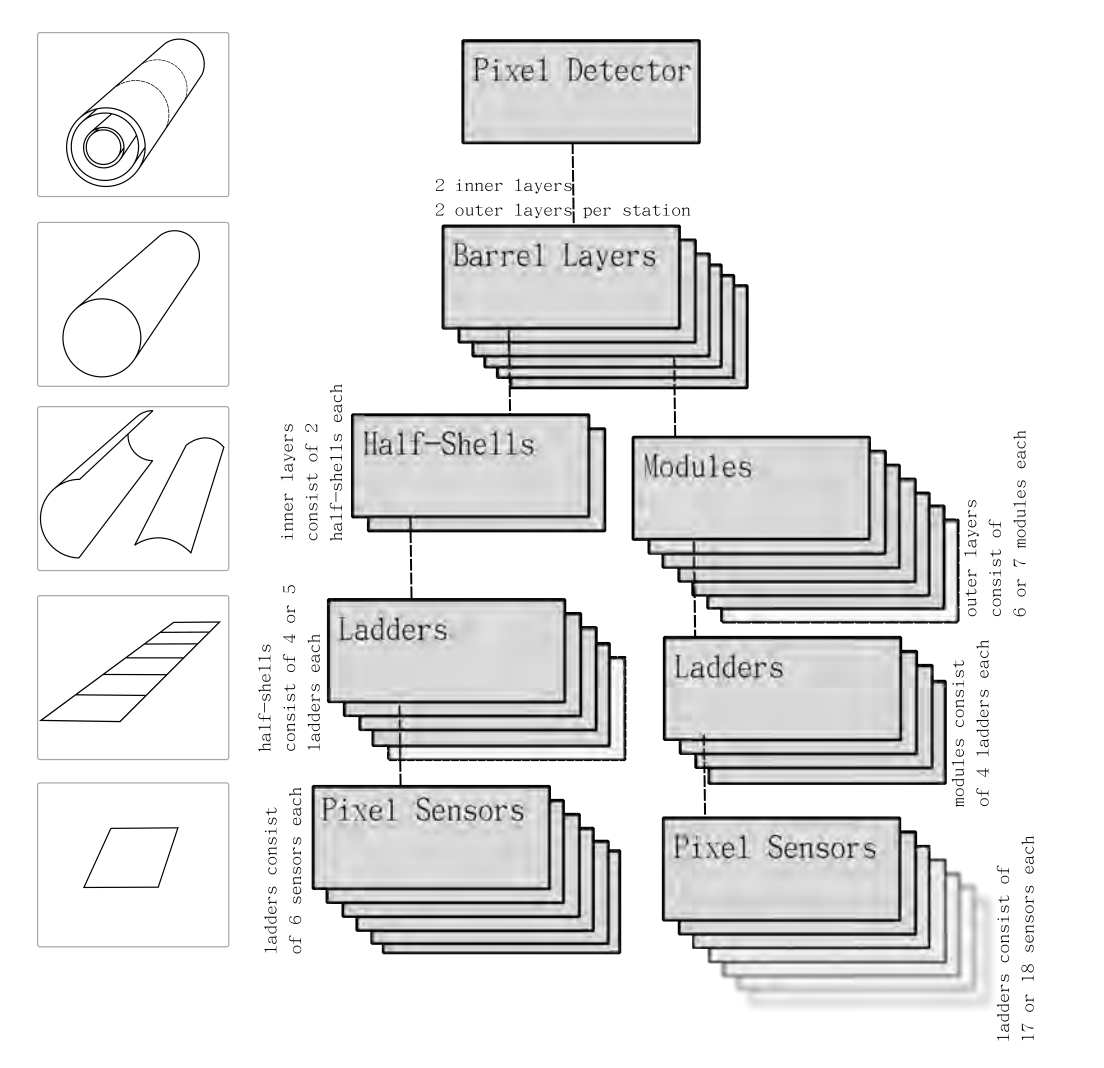 Pixel Detector
2 inner layers
2 outer layers per station
Barrel Layers
inner layers
consist of 2
half-shells each
Half-Shells
Modules
outer layers
consist of
6 or 7 modules each
half-shells
consist of 4 or 5
ladders each
Ladders
Ladders
modules consist
of 4 ladders each
ladders consist
of 6 sensors each
Pixel Sensors
Pixel Sensors
ladders consist of
17 or 18 sensors each